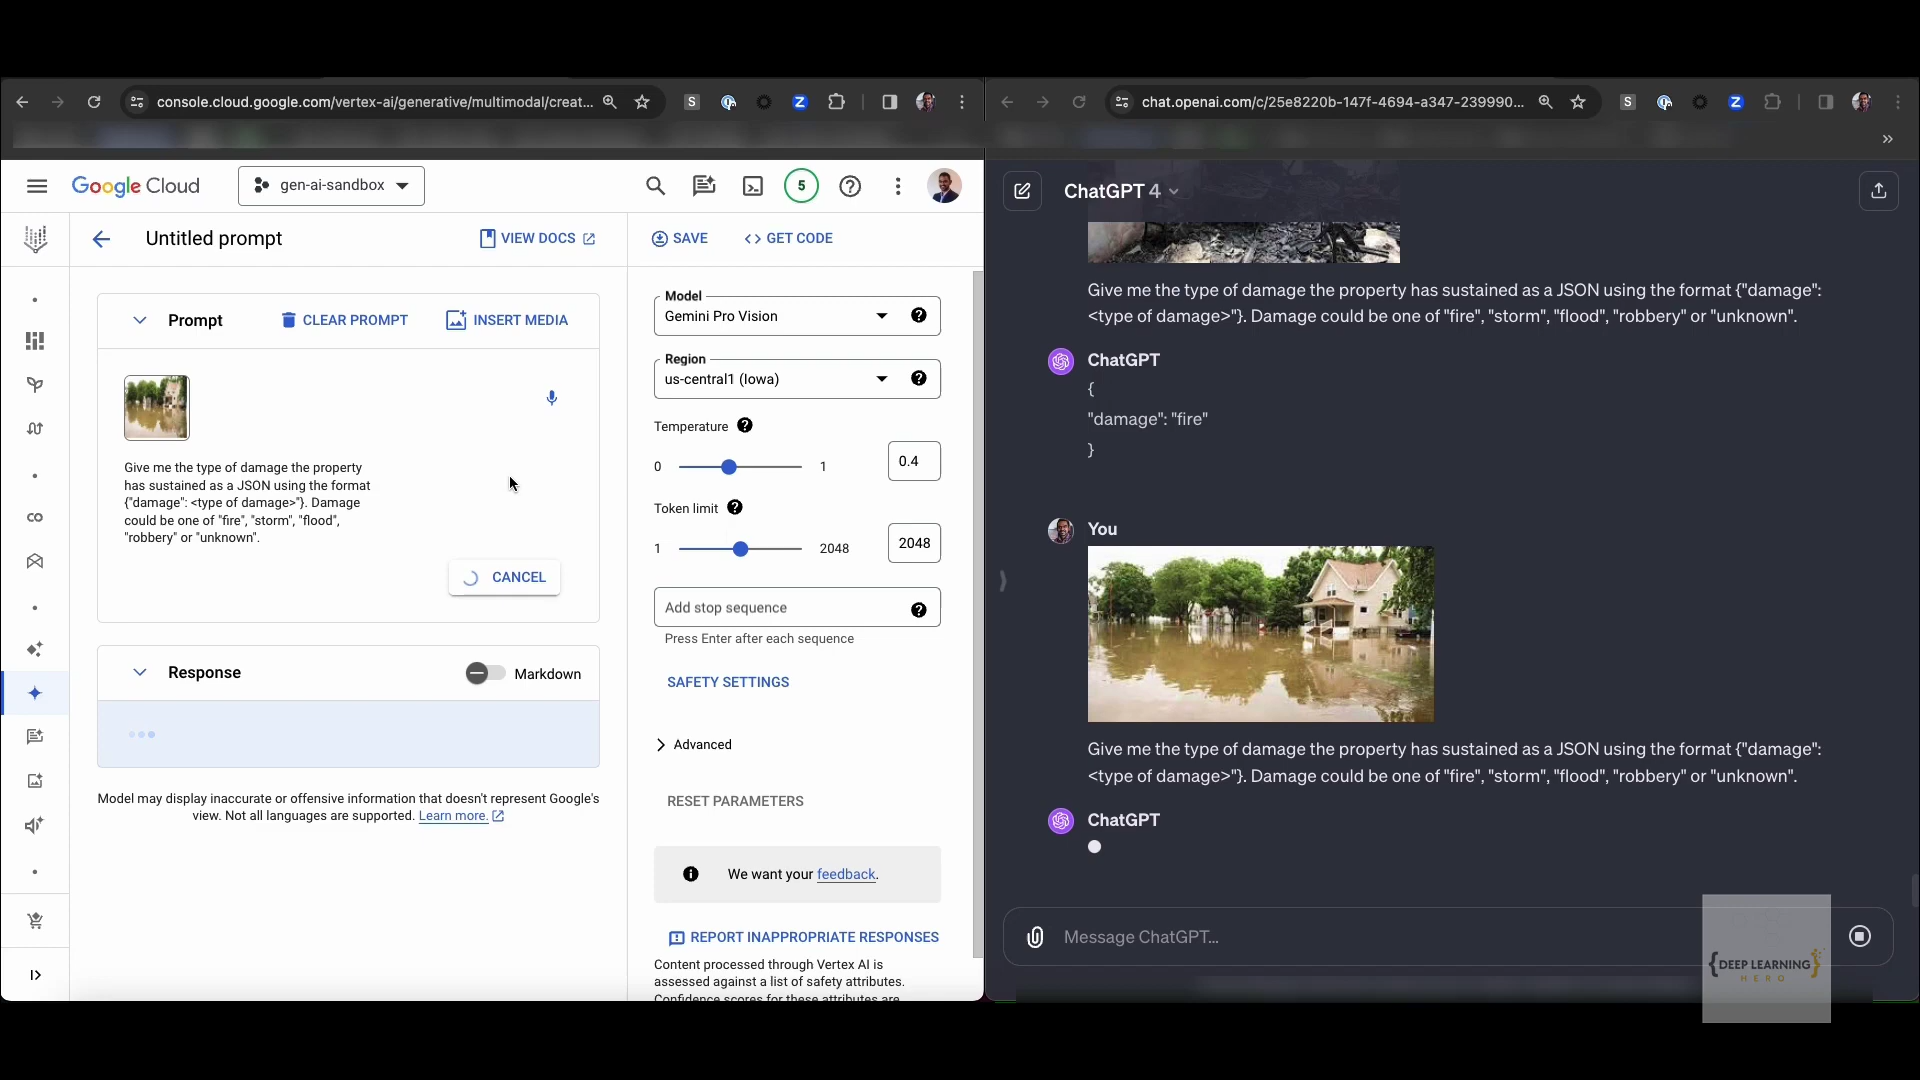 console.cloud.google.com/vertex-ai/generative/multimodal/creat...
Google Cloud
gen-ai-sandbox
5
Untitled prompt
VIEW DOCS
SAVE
<> GET CODE
Prompt
CLEAR PROMPT
INSERT MEDIA
Give me the type of damage the property
has sustained as a JSON using the format
{"damage": <type of damage>"}. Damage
could be one of "fire", "storm", "flood",
"robbery" or "unknown".
CANCEL
Response
Markdown
Model may display inaccurate or offensive information that doesn't represent Google's
view. Not all languages are supported. Learn more.
Model
Gemini Pro Vision
Region
us-central1 (Iowa)
Temperature
0
1
0.4
Token limit
1
2048
2048
Add stop sequence
Press Enter after each sequence
SAFETY SETTINGS
Advanced
RESET PARAMETERS
We want your feedback.
REPORT INAPPROPRIATE RESPONSES
Content processed through Vertex AI is
assessed against a list of safety attributes.
Confidence scores for these attributes are
chat.openai.com/c/25e8220b-147f-4694-a347-239990...
ChatGPT 4
Give me the type of damage the property has sustained as a JSON using the format {"damage":
<type of damage>"}. Damage could be one of "fire", "storm", "flood", "robbery" or "unknown".
ChatGPT
{
"damage": "fire"
}
You
Give me the type of damage the property has sustained as a JSON using the format {"damage":
<type of damage>"}. Damage could be one of "fire", "storm", "flood", "robbery" or "unknown".
ChatGPT
Message ChatGPT...
{DEEP LEARNING}
HERO